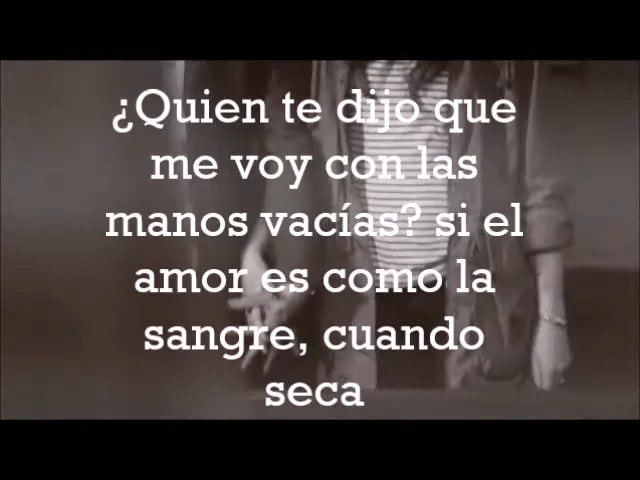 ¿Quien te dijo que
me voy con las
manos vacías? si el
amor es como la
sangre, cuando
seca